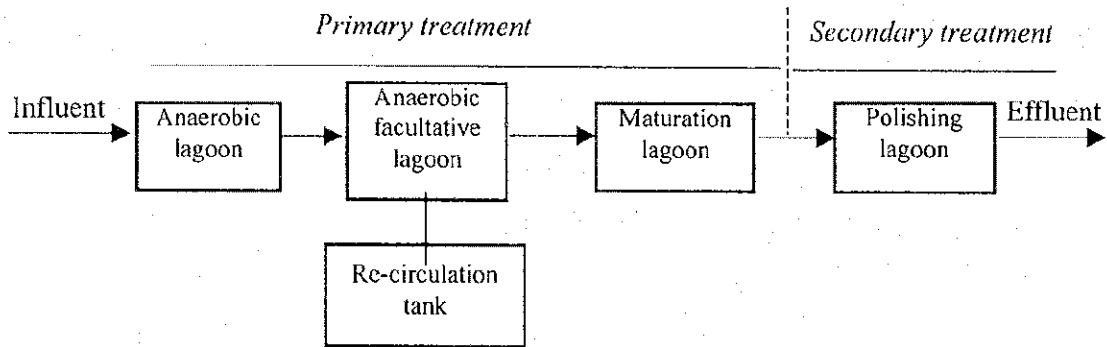 Primary treatment
Secondary treatment
Influent
Anaerobic
lagoon
Anaerobic
facultative
lagoon
Maturation
lagoon
Polishing
lagoon
Effluent
Re-circulation
tank